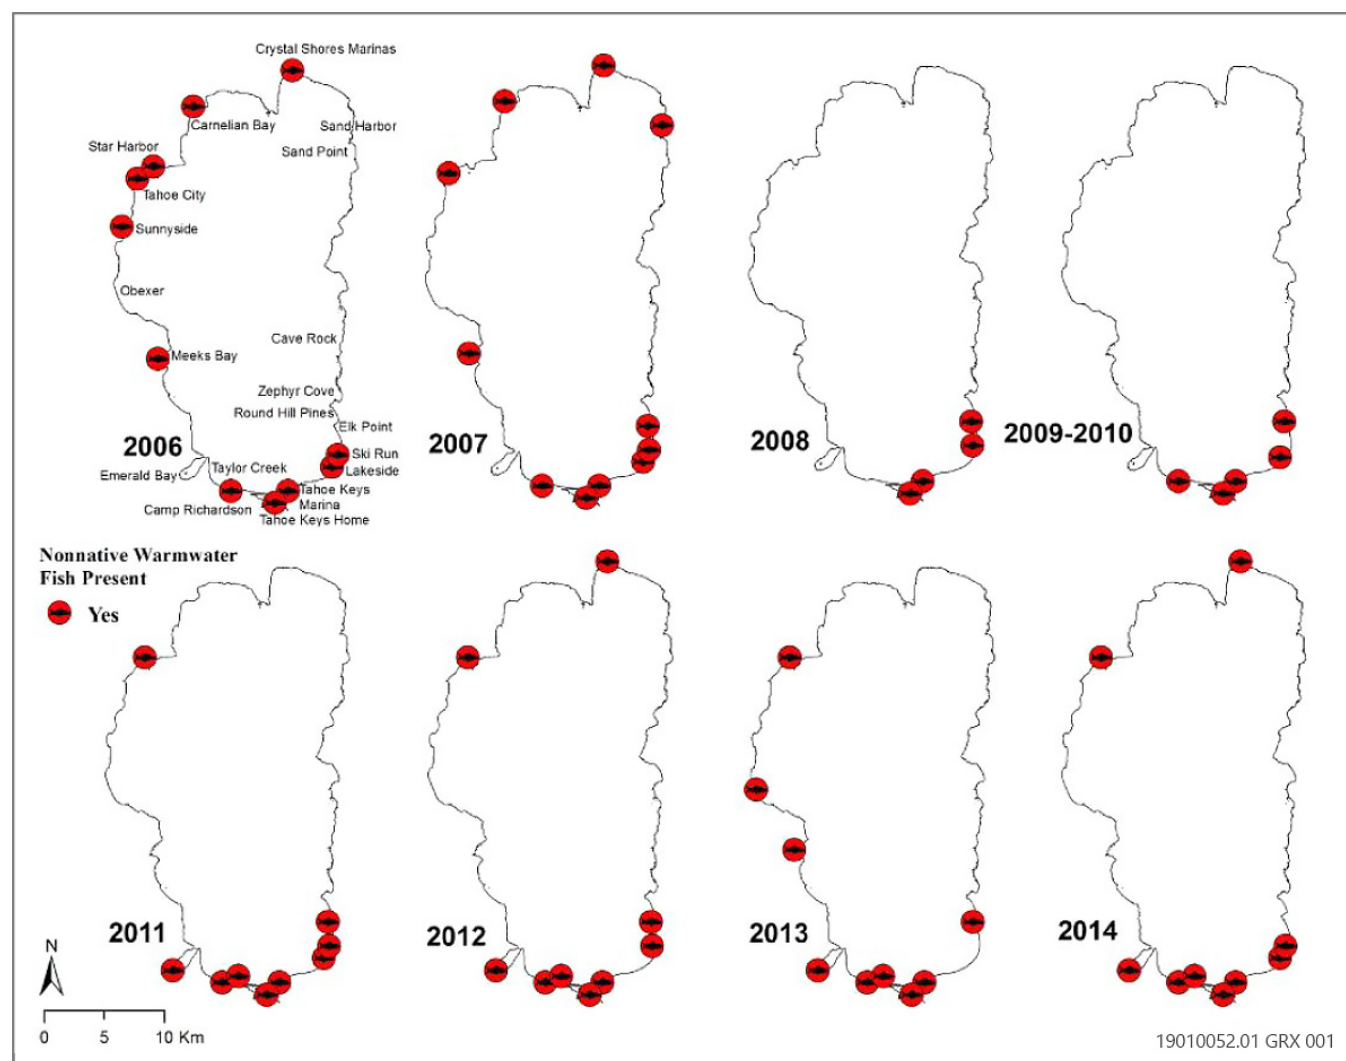 Crystal Shores Marinas
Carnelian Bay
Sand Harbor
Star Harbor
Sand Point
Tahoe City
Sunnyside
Obexer
Cave Rock
Meeks Bay
Zephyr Cove
Round Hill Pines
Elk Point
2006
2007
2008
2009-2010
Ski Run
Emerald Bay
Taylor Creek
Lakeside
Tahoe Keys
Marina
Camp Richardson
Tahoe Keys Home
Nonnative Warmwater
Fish Present
Yes
2011
2012
2013
2014
N
0 5 10 Km
19010052.01 GRX 001